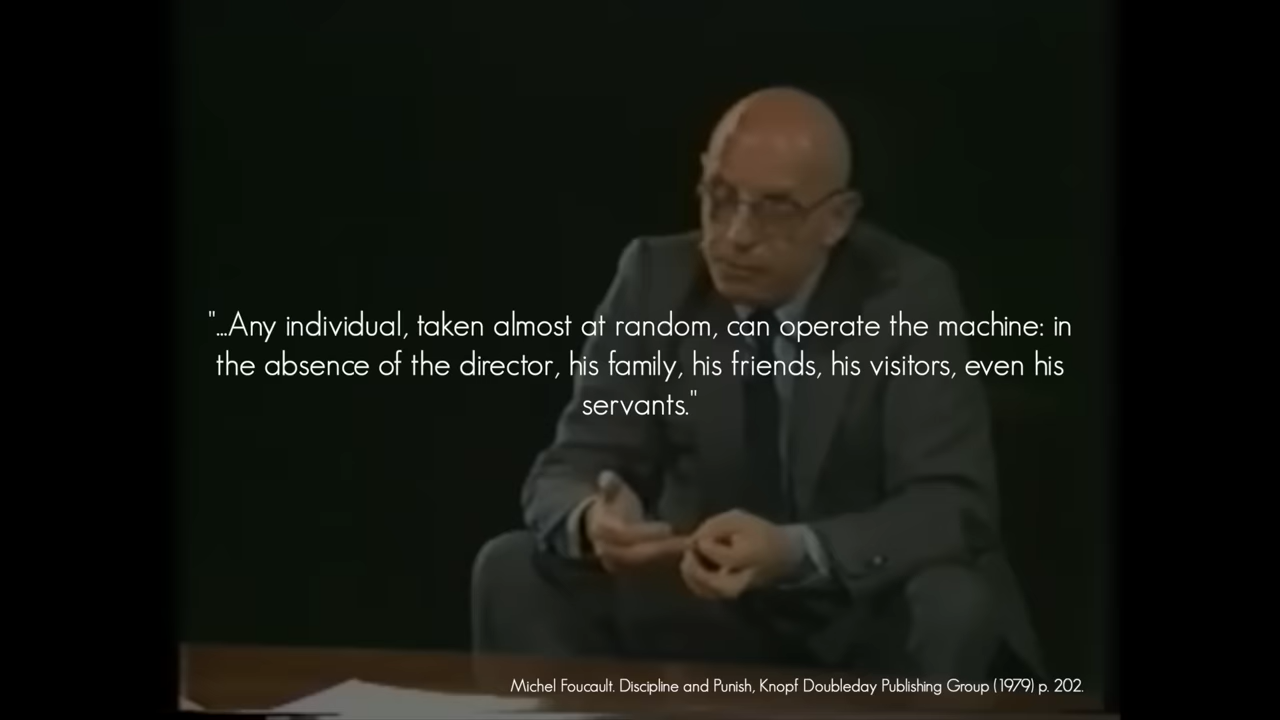 "...Any individual, taken almost at random, can operate the machine: in
the absence of the director, his family, his friends, his visitors, even his
servants."
Michel Foucault. Discipline and Punish, Knopf Doubleday Publishing Group (1979) p. 202.